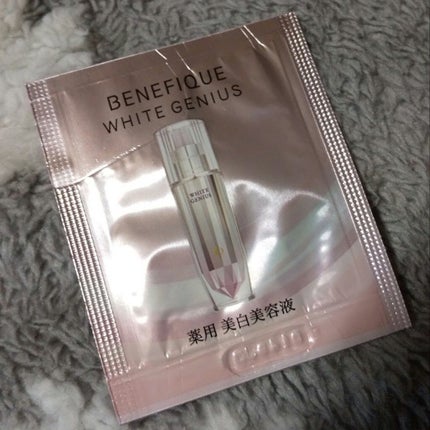 BENEFIQUE
WHITE GENIUS
WHITE
GENIUS
薬用 美白美容液